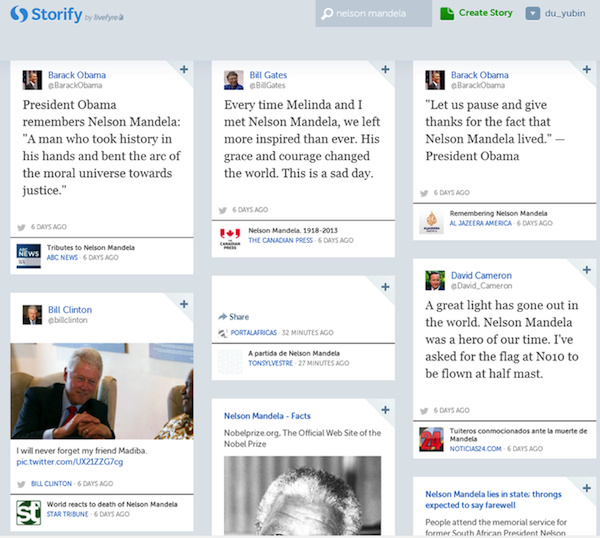 Storify by livefyre
nelson mandela
Create Story
du_yubin
Barack Obama
@BarackObama
President Obama
remembers Nelson Mandela:
"A man who took history in
his hands and bent the arc of
the moral universe towards
justice."
6 DAYS AGO
ABC NEWS
Tributes to Nelson Mandela
ABC NEWS · 6 DAYS AGO
Bill Clinton
@billclinton
I will never forget my friend Madiba.
pic.twitter.com/UX21ZZG7cg
BILL CLINTON · 6 DAYS AGO
St
World reacts to death of Nelson Mandela
STAR TRIBUNE · 6 DAYS AGO
Bill Gates
@BillGates
Every time Melinda and I
met Nelson Mandela, we left
more inspired than ever. His
grace and courage changed
the world. This is a sad day.
6 DAYS AGO
THE CANADIAN PRESS
Nelson Mandela, 1918-2013
THE CANADIAN PRESS · 6 DAYS AGO
Share
PORTALAFRICAS · 32 MINUTES AGO
A partida de Nelson Mandela
TONSYLVESTRE · 27 MINUTES AGO
Nelson Mandela - Facts
Nobelprize.org, The Official Web Site of the
Nobel Prize
Barack Obama
@BarackObama
"Let us pause and give
thanks for the fact that
Nelson Mandela lived." —
President Obama
6 DAYS AGO
Remembering Nelson Mandela
AL JAZEERA AMERICA · 6 DAYS AGO
David Cameron
@David_Cameron
A great light has gone out in
the world. Nelson Mandela
was a hero of our time. I've
asked for the flag at No10 to
be flown at half mast.
6 DAYS AGO
24
Tuiteros conmocionados ante la muerte de
Mandela
NOTICIAS24.COM · 6 DAYS AGO
Nelson Mandela lies in state; throngs
expected to say farewell
People attend the memorial service for
former South African President Nelson